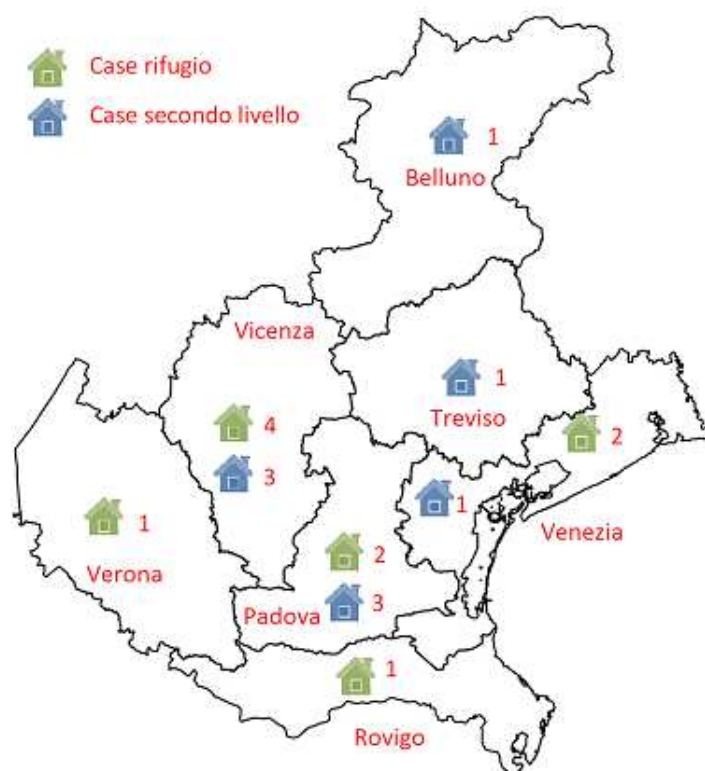 Case rifugio
Case secondo livello
1
Belluno
Vicenza
1
Treviso
4
2
3
1
1
Venezia
Verona
2
3
Padova
1
Rovigo